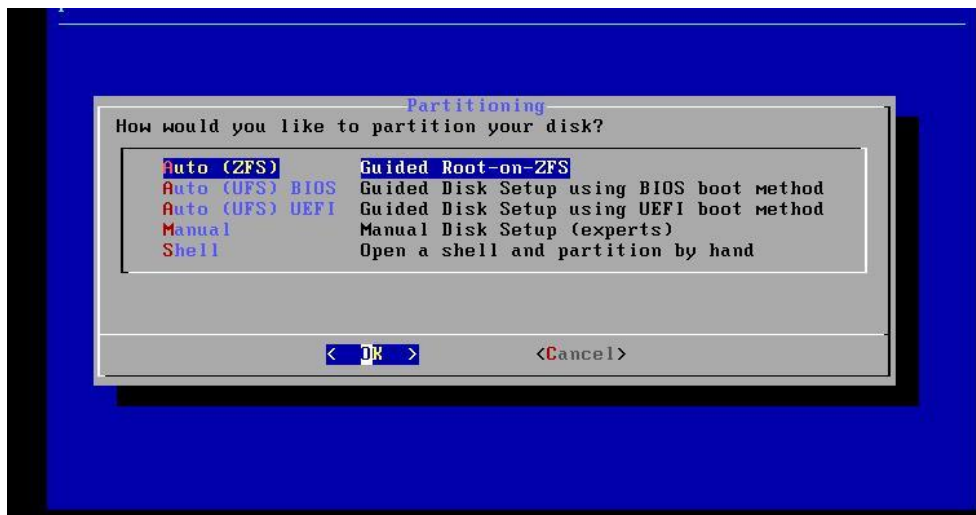 Partitioning
How would you like to partition your disk?
Auto (ZFS) Guided Root-on-ZFS
Auto (UFS) BIOS Guided Disk Setup using BIOS boot method
Auto (UFS) UEFI Guided Disk Setup using UEFI boot method
Manual Manual Disk Setup (experts)
Shell Open a shell and partition by hand
< OK > <Cancel>